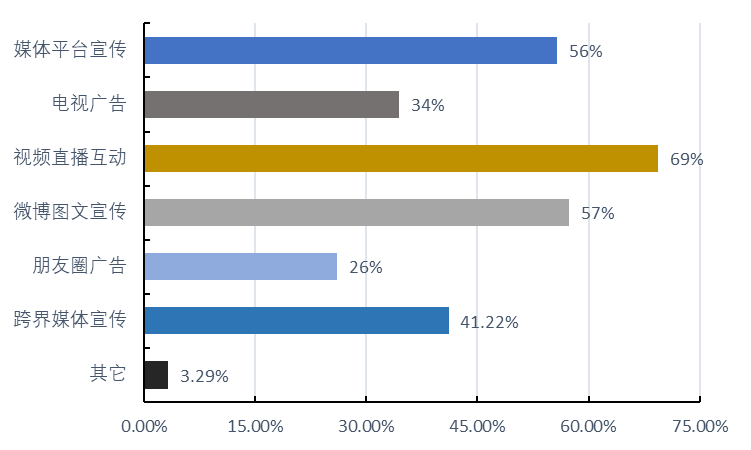 媒体平台宣传 56%
电视广告 34%
视频直播互动 69%
微博图文宣传 57%
朋友圈广告 26%
跨界媒体宣传 41.22%
其它 3.29%
0.00% 15.00% 30.00% 45.00% 60.00% 75.00%